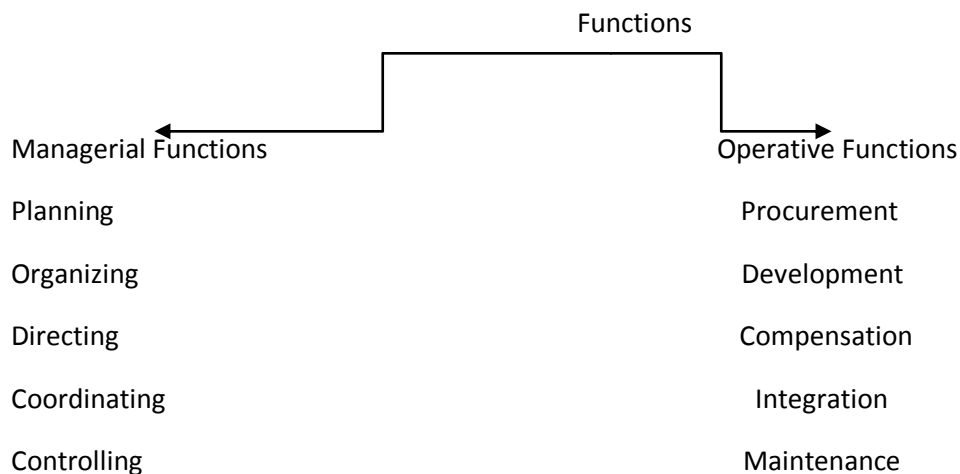 Functions
Managerial Functions Operative Functions
Planning Procurement
Organizing Development
Directing Compensation
Coordinating Integration
Controlling Maintenance